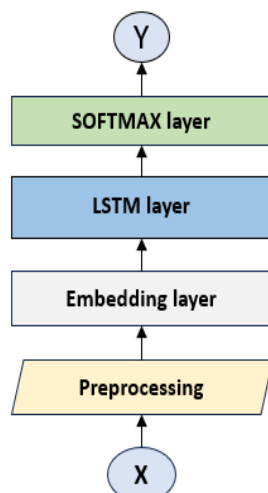 Y
SOFTMAX layer
LSTM layer
Embedding layer
Preprocessing
X